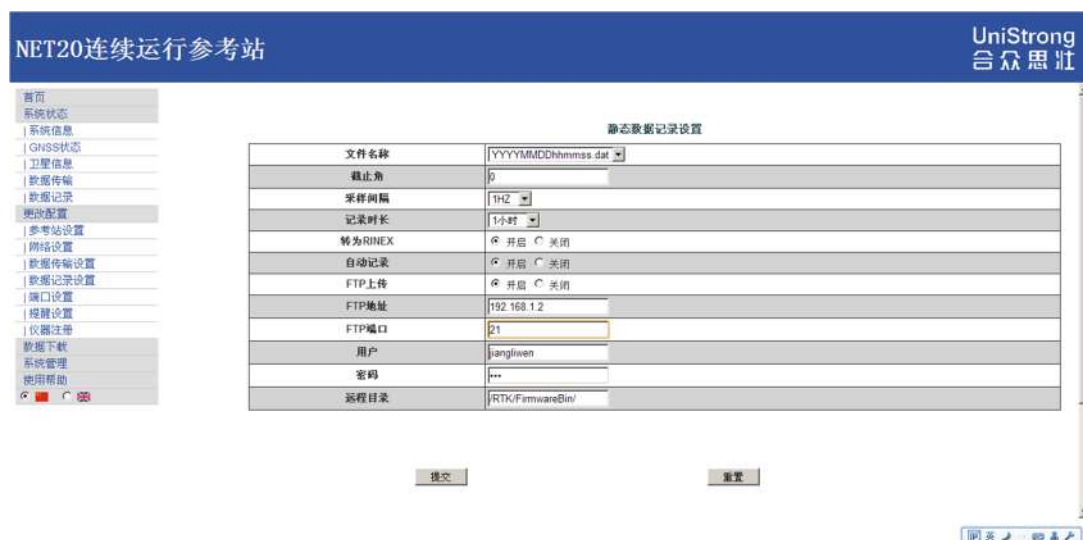 NET20连续运行参考站
UniStrong
合众思壮
首页
系统状态
|系统信息
|GNSS状态
|卫星信息
|数据传输
|数据记录
更改配置
|参考站设置
|网络设置
|数据传输设置
|数据记录设置
|端口设置
|提醒设置
|仪器注册
数据下载
系统管理
使用帮助
静态数据记录设置
文件名称 YYYYMMDDhhmmss.dat
截止角 0
采样间隔 1HZ
记录时长 1小时
转为RINEX 开启 关闭
自动记录 开启 关闭
FTP上传 开启 关闭
FTP地址 192.168.1.2
FTP端口 21
用户 jiangliwen
密码 •••
远程目录 /RTK/FirmwareBin/
提交 重置
英